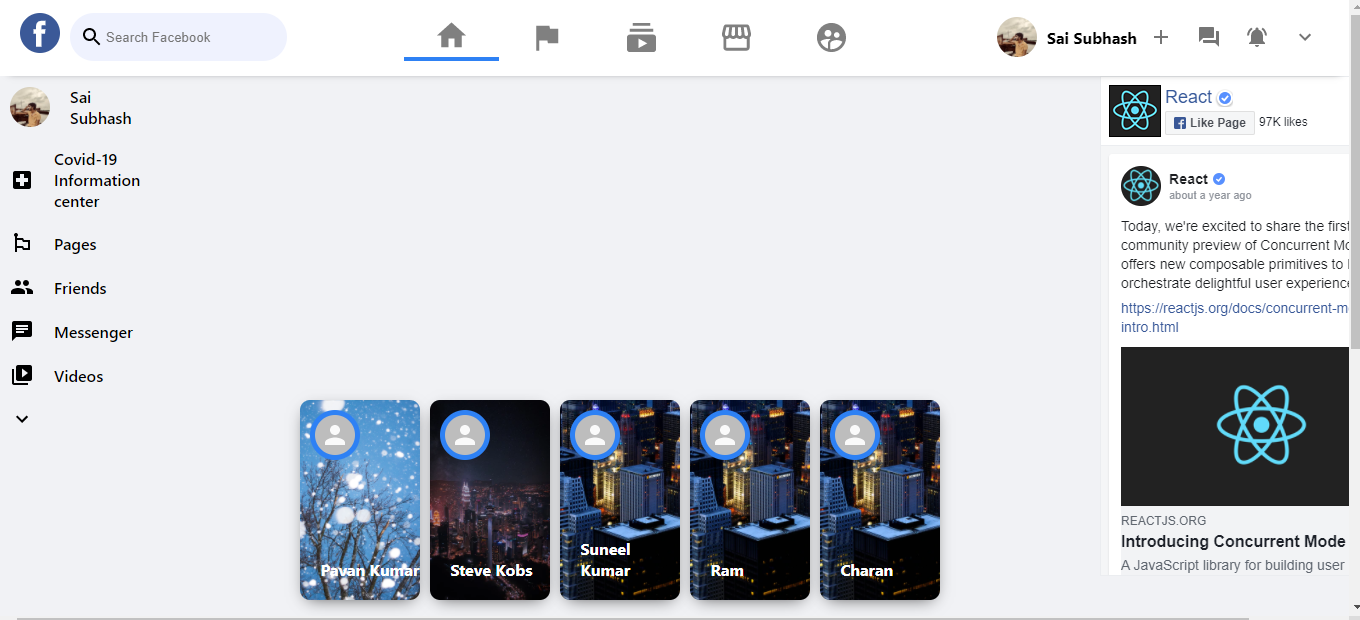 Search Facebook
Sai Subhash
Sai
Subhash
Covid-19
Information
center
Pages
Friends
Messenger
Videos
Pavan Kumar
Steve Kobs
Suneel
Kumar
Ram
Charan
React
Like Page
97K likes
React
about a year ago
Today, we're excited to share the first
community preview of Concurrent Mo
offers new composable primitives to
orchestrate delightful user experience
https://reactjs.org/docs/concurrent-m
intro.html
REACTJS.ORG
Introducing Concurrent Mode
A JavaScript library for building user